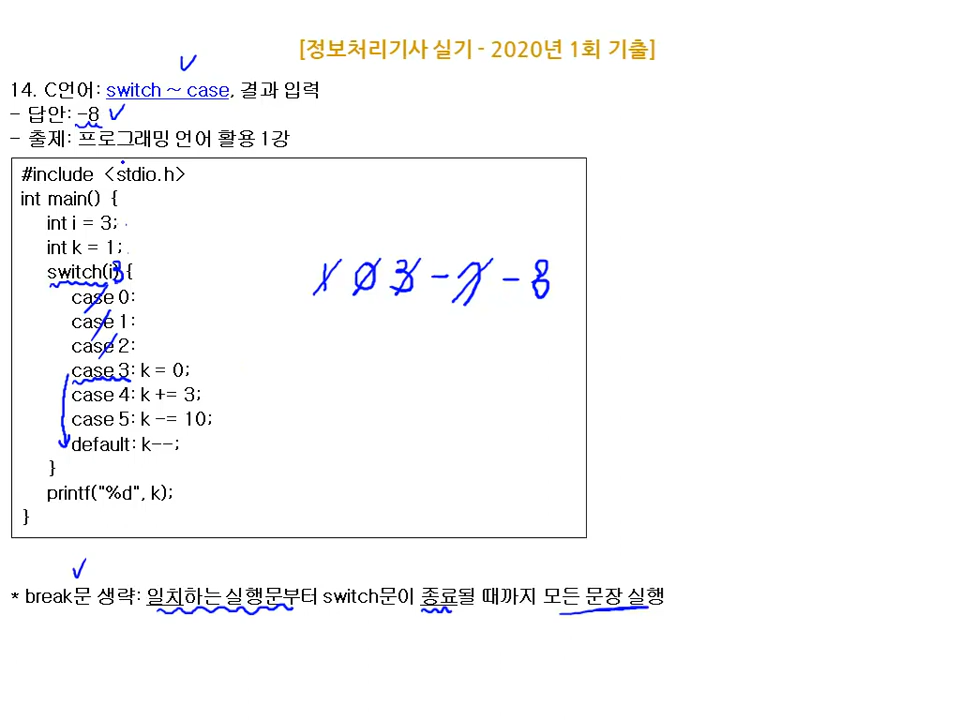 [정보처리기사 실기 - 2020년 1회 기출]
14. C언어: switch ~ case, 결과 입력
- 답안: -8
- 출제: 프로그래밍 언어 활용 1강
#include <stdio.h>
int main() {
int i = 3;
int k = 1;
switch(i){ 3
case 0:
case 1:
case 2:
case 3: k = 0;
case 4: k += 3;
case 5: k -= 10;
default: k--;
}
printf("%d", k);
}
1 0 3 -7 -8
* break문 생략: 일치하는 실행문부터 switch문이 종료될 때까지 모든 문장 실행